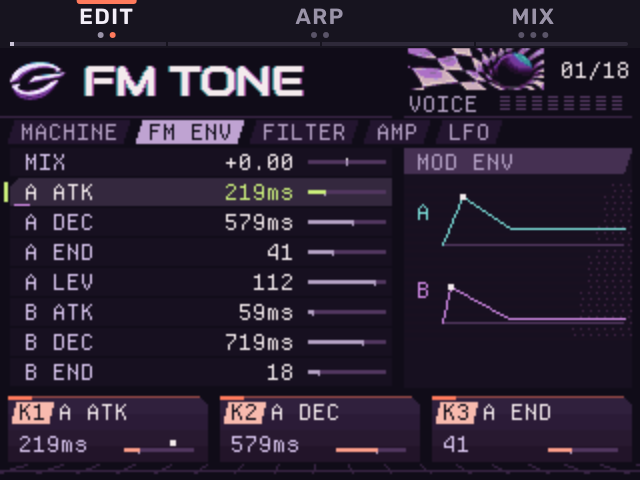 EDIT ARP MIX
FM TONE
01/18
VOICE
MACHINE FM ENV FILTER AMP LFO
MIX +0.00
MOD ENV
A ATK 219ms
A DEC 579ms
A END 41
A LEV 112
B ATK 59ms
B DEC 719ms
B END 18
A
B
K1 A ATK
219ms
K2 A DEC
579ms
K3 A END
41